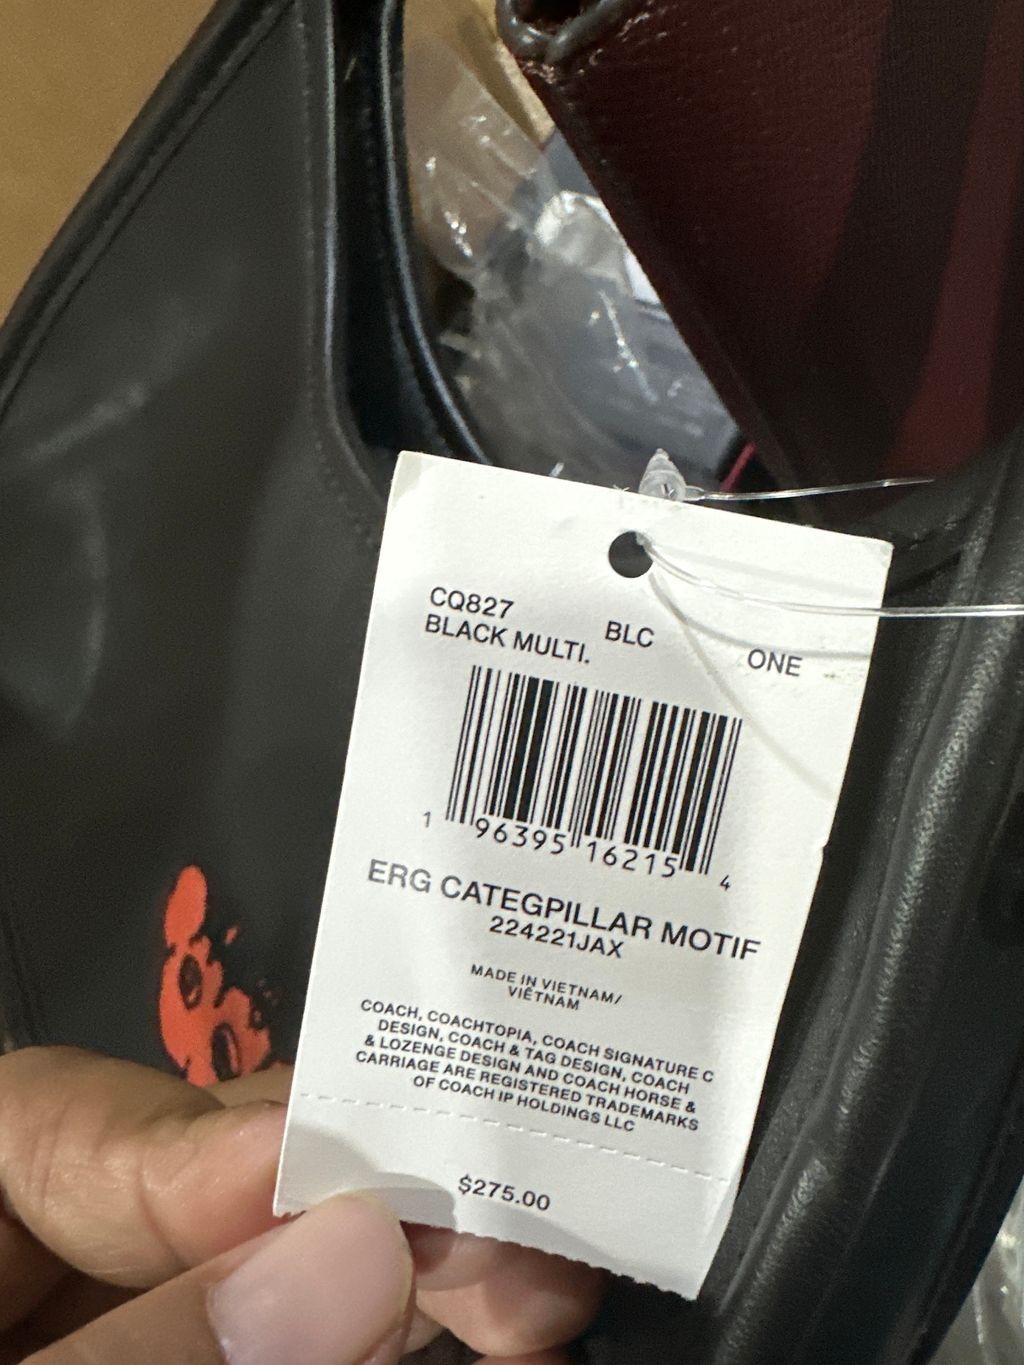 CQ827 BLC ONE
BLACK MULTI.
1 96395 16215 4
ERG CATEGPILLAR MOTIF
224221JAX
MADE IN VIETNAM/
VIÊTNAM
COACH, COACHTOPIA, COACH SIGNATURE C
DESIGN, COACH & TAG DESIGN, COACH
& LOZENGE DESIGN AND COACH HORSE &
CARRIAGE ARE REGISTERED TRADEMARKS
OF COACH IP HOLDINGS LLC
$275.00